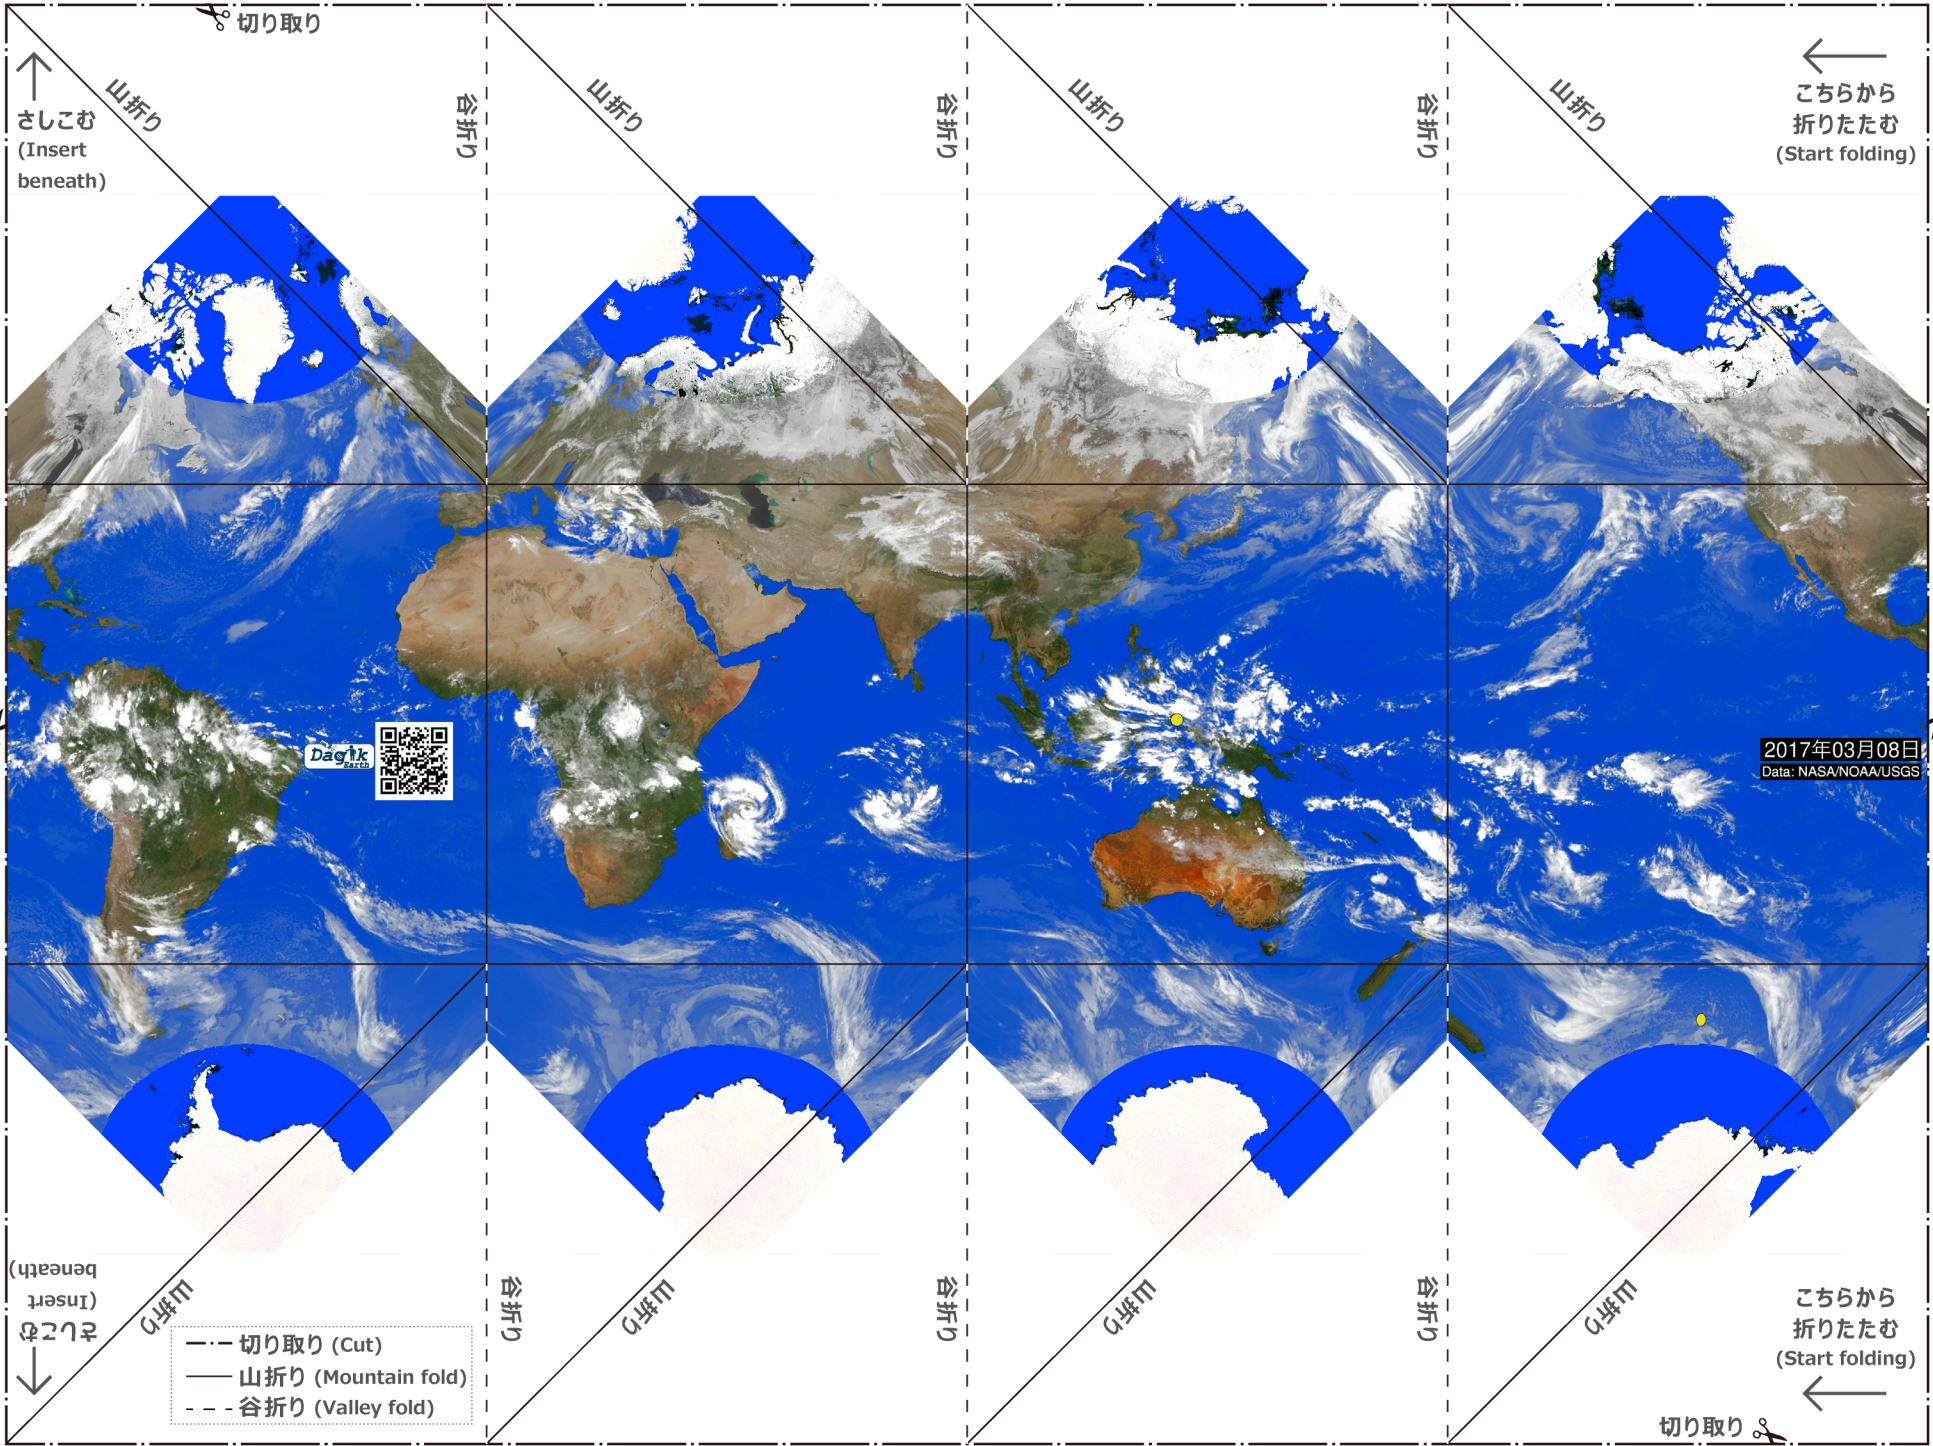 切り取り
山折り
山折り
山折り
山折り
谷折り
谷折り
谷折り
さしこむ
(Insert
beneath)
こちらから
折りたたむ
(Start folding)
Dagik
Earth
2017年03月08日
Data: NASA/NOAA/USGS
さしこむ
(Insert
beneath)
山折り
山折り
山折り
山折り
谷折り
谷折り
谷折り
切り取り (Cut)
山折り (Mountain fold)
谷折り (Valley fold)
こちらから
折りたたむ
(Start folding)
切り取り